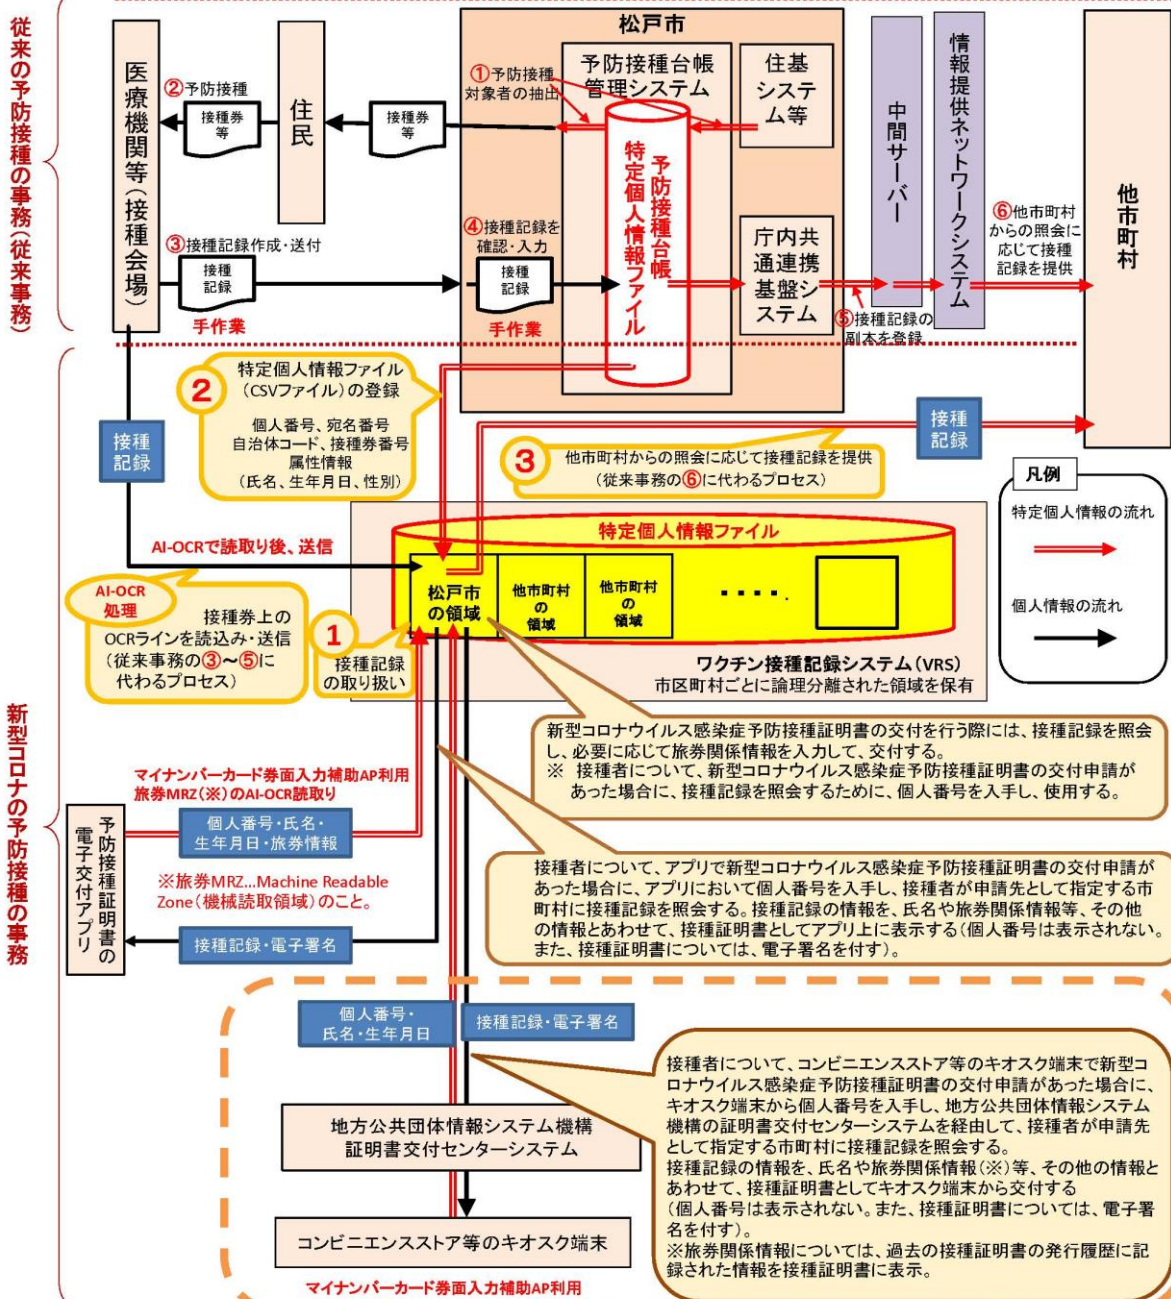 従来の予防接種の事務(従来事務)
医療機関等(接種会場)
②予防接種
接種券
等
住民
接種券
等
松戸市
①予防接種
対象者の抽出
予防接種台帳
管理システム
住基
システ
ム等
予防接種台帳
特定個人情報ファイル
中間サーバー
情報提供ネットワークシステム
他市町村
③接種記録作成・送付
接種
記録
手作業
④接種記録を
確認・入力
接種
記録
手作業
庁内共
通連携
基盤シ
ステム
⑤接種記録の
副本を登録
⑥他市町村
からの照会に
応じて接種
記録を提供
新型コロナの予防接種の事務
接種
記録
②
特定個人情報ファイル
(CSVファイル)の登録
個人番号、宛名番号
自治体コード、接種券番号
属性情報
(氏名、生年月日、性別)
接種
記録
③
他市町村からの照会に応じて接種記録を提供
(従来事務の⑥に代わるプロセス)
凡例
特定個人情報の流れ
個人情報の流れ
特定個人情報ファイル
AI-OCRで読取り後、送信
松戸市
の領域
他市町村
の
領域
他市町村
の
領域
・・・・.
AI-OCR
処理
接種券上の
OCRラインを読込み・送信
(従来事務の③～⑤に
代わるプロセス)
①
接種記録
の取り扱い
ワクチン接種記録システム(VRS)
市区町村ごとに論理分離された領域を保有
新型コロナウイルス感染症予防接種証明書の交付を行う際には、接種記録を照会
し、必要に応じて旅券関係情報を入力して、交付する。
※ 接種者について、新型コロナウイルス感染症予防接種証明書の交付申請が
あった場合に、接種記録を照会するために、個人番号を入手し、使用する。
マイナンバーカード券面入力補助AP利用
旅券MRZ(※)のAI-OCR読取り
予防接種証明書の
電子交付アプリ
個人番号・氏名・
生年月日・旅券情報
※旅券MRZ…Machine Readable
Zone(機械読取領域)のこと。
接種記録・電子署名
接種者について、アプリで新型コロナウイルス感染症予防接種証明書の交付申請が
あった場合に、アプリにおいて個人番号を入手し、接種者が申請先として指定する市
町村に接種記録を照会する。接種記録の情報を、氏名や旅券関係情報等、その他
の情報とあわせて、接種証明書としてアプリ上に表示する(個人番号は表示されない。
また、接種証明書については、電子署名を付す)。
個人番号・
氏名・生年月日
接種記録・電子署名
地方公共団体情報システム機構
証明書交付センターシステム
コンビニエンスストア等のキオスク端末
マイナンバーカード券面入力補助AP利用
接種者について、コンビニエンスストア等のキオスク端末で新型コ
ロナウイルス感染症予防接種証明書の交付申請があった場合に、
キオスク端末から個人番号を入手し、地方公共団体情報システム
機構の証明書交付センターシステムを経由して、接種者が申請先
として指定する市町村に接種記録を照会する。
接種記録の情報を、氏名や旅券関係情報(※)等、その他の情報と
あわせて、接種証明書としてキオスク端末から交付する
(個人番号は表示されない。また、接種証明書については、電子署
名を付す)。
※旅券関係情報については、過去の接種証明書の発行履歴に記
録された情報を接種証明書に表示。